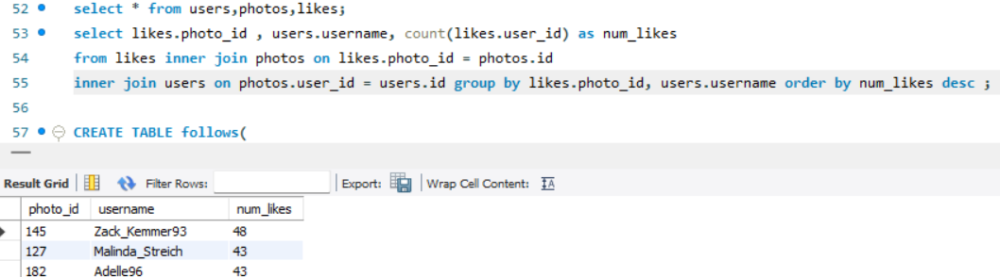 52 select * from users,photos,likes;
53 select likes.photo_id , users.username, count(likes.user_id) as num_likes
54 from likes inner join photos on likes.photo_id = photos.id
55 inner join users on photos.user_id = users.id group by likes.photo_id, users.username order by num_likes desc ;
56
57 CREATE TABLE follows(
Result Grid Filter Rows: Export: Wrap Cell Content: IA
photo_id username num_likes
145 Zack_Kemmer93 48
127 Malinda_Streich 43
182 Adelle96 43